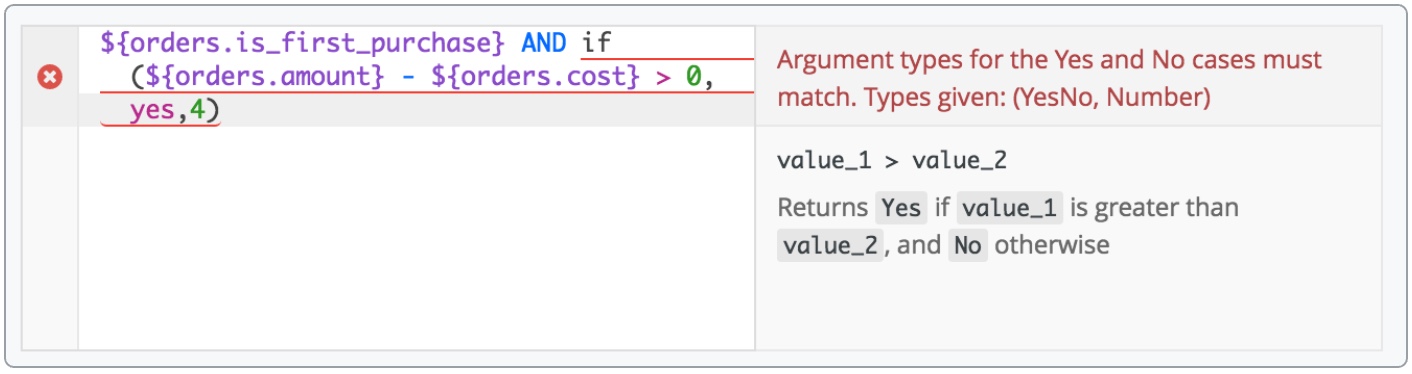 ${orders.is_first_purchase} AND if
(${orders.amount} - ${orders.cost} > 0,
yes,4)
Argument types for the Yes and No cases must
match. Types given: (YesNo, Number)
value_1 > value_2
Returns Yes if value_1 is greater than
value_2, and No otherwise